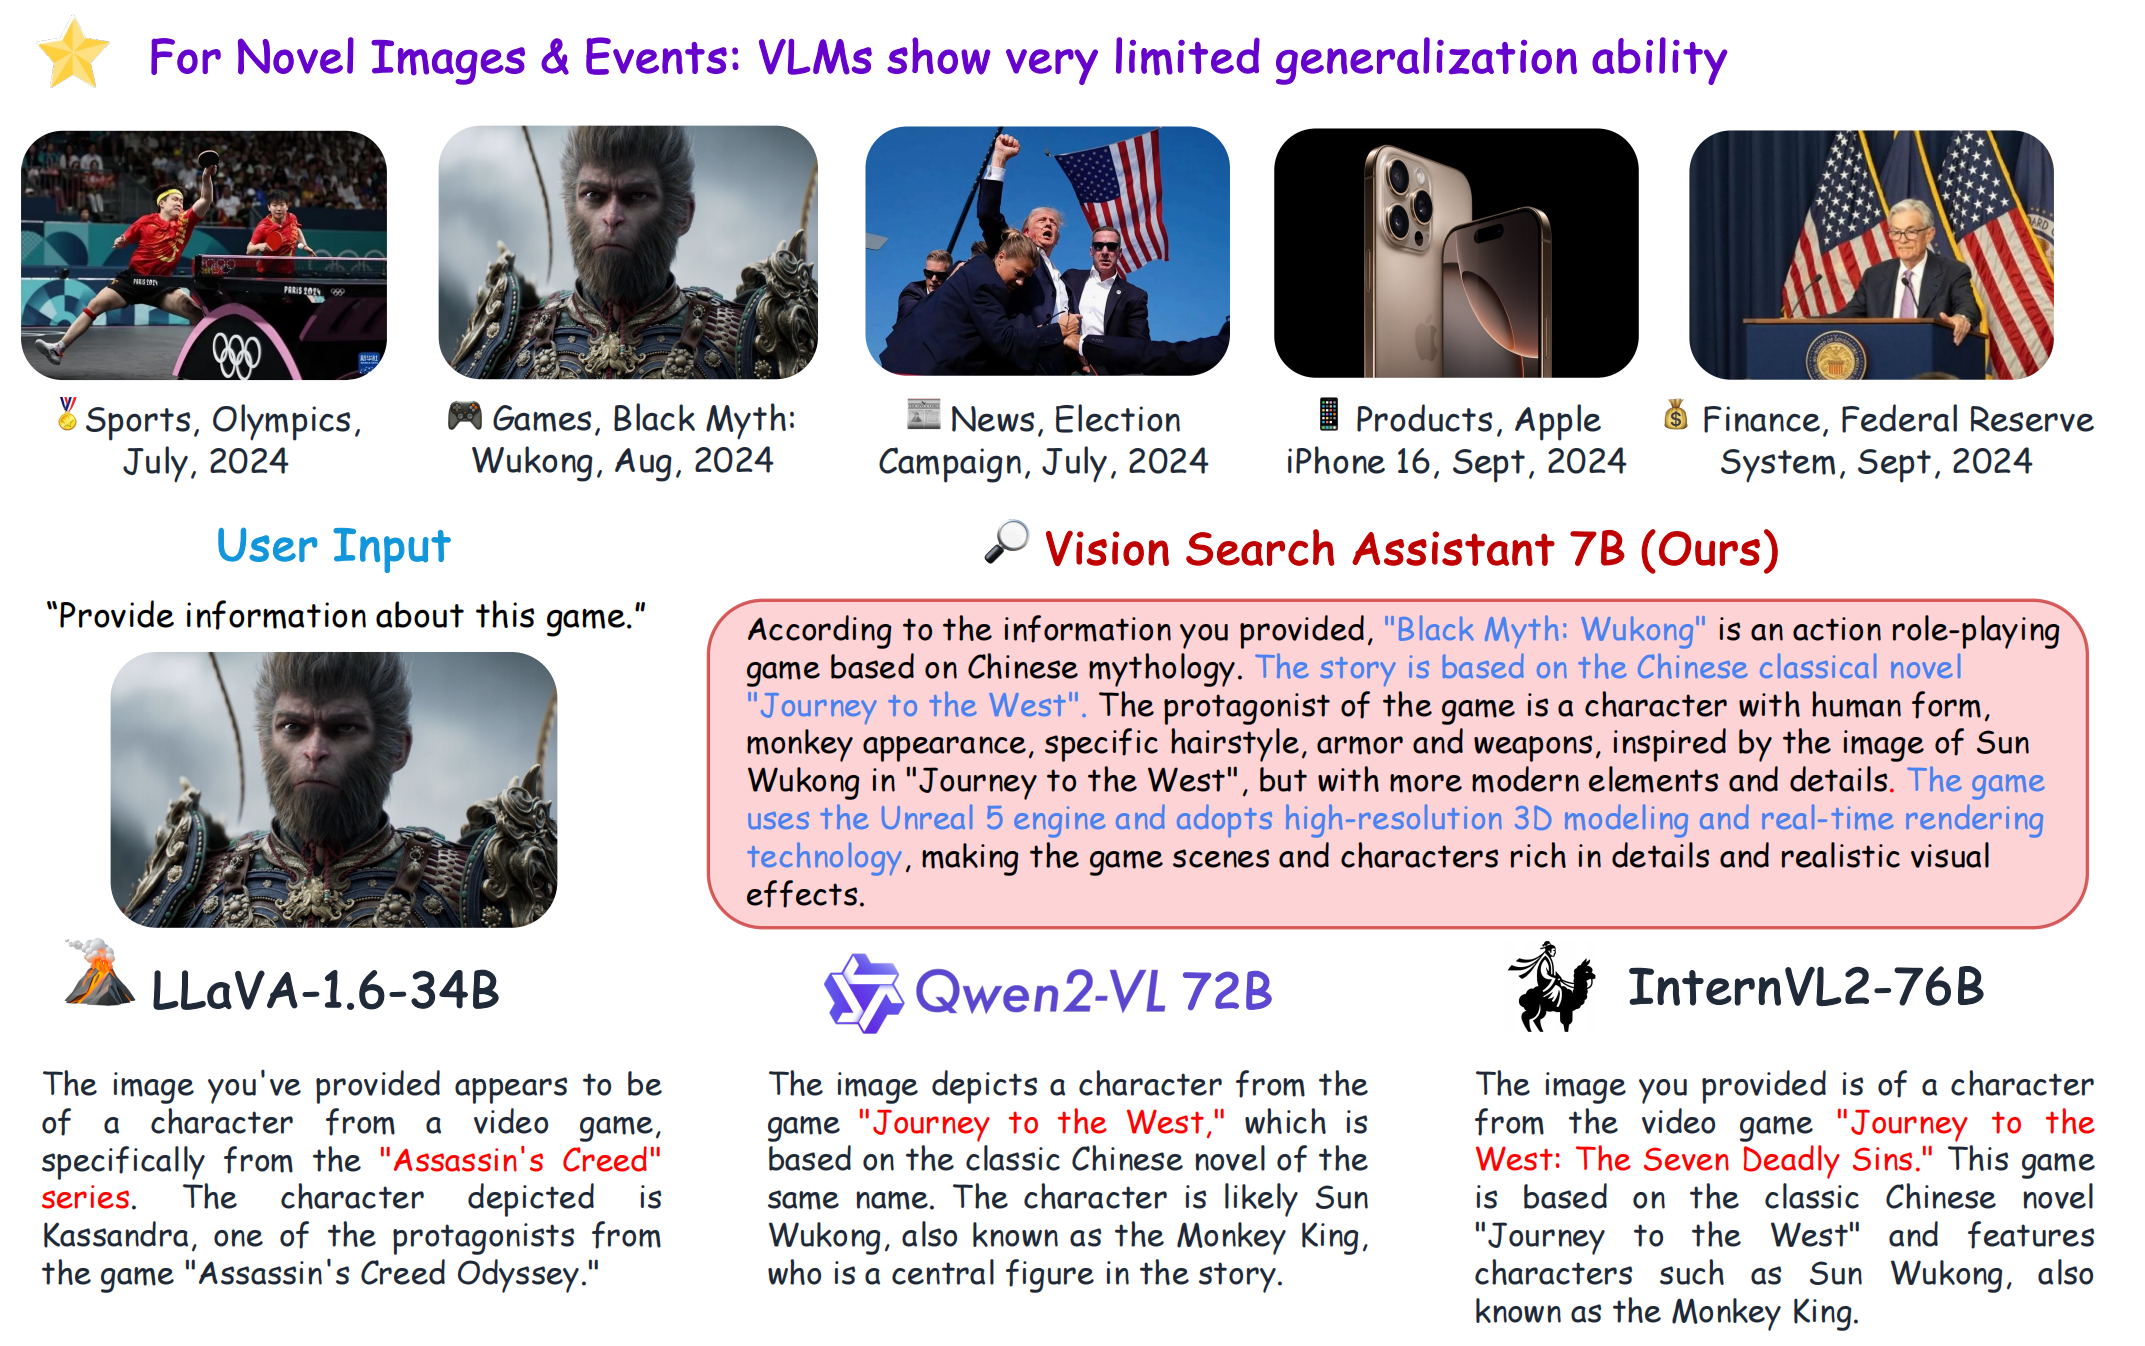 For Novel Images & Events: VLMs show very limited generalization ability
PARIS 2024
PARIS 2024
Sports, Olympics,
July, 2024
Games, Black Myth:
Wukong, Aug, 2024
News, Election
Campaign, July, 2024
Products, Apple
iPhone 16, Sept, 2024
Finance, Federal Reserve
System, Sept, 2024
User Input
“Provide information about this game.”
Vision Search Assistant 7B (Ours)
According to the information you provided, "Black Myth: Wukong" is an action role-playing
game based on Chinese mythology. The story is based on the Chinese classical novel
"Journey to the West". The protagonist of the game is a character with human form,
monkey appearance, specific hairstyle, armor and weapons, inspired by the image of Sun
Wukong in "Journey to the West", but with more modern elements and details. The game
uses the Unreal 5 engine and adopts high-resolution 3D modeling and real-time rendering
technology, making the game scenes and characters rich in details and realistic visual
effects.
LLaVA-1.6-34B
The image you've provided appears to be
of a character from a video game,
specifically from the "Assassin's Creed"
series. The character depicted is
Kassandra, one of the protagonists from
the game "Assassin's Creed Odyssey."
Qwen2-VL 72B
The image depicts a character from the
game "Journey to the West," which is
based on the classic Chinese novel of the
same name. The character is likely Sun
Wukong, also known as the Monkey King,
who is a central figure in the story.
InternVL2-76B
The image you provided is of a character
from the video game "Journey to the
West: The Seven Deadly Sins." This game
is based on the classic Chinese novel
"Journey to the West" and features
characters such as Sun Wukong, also
known as the Monkey King.